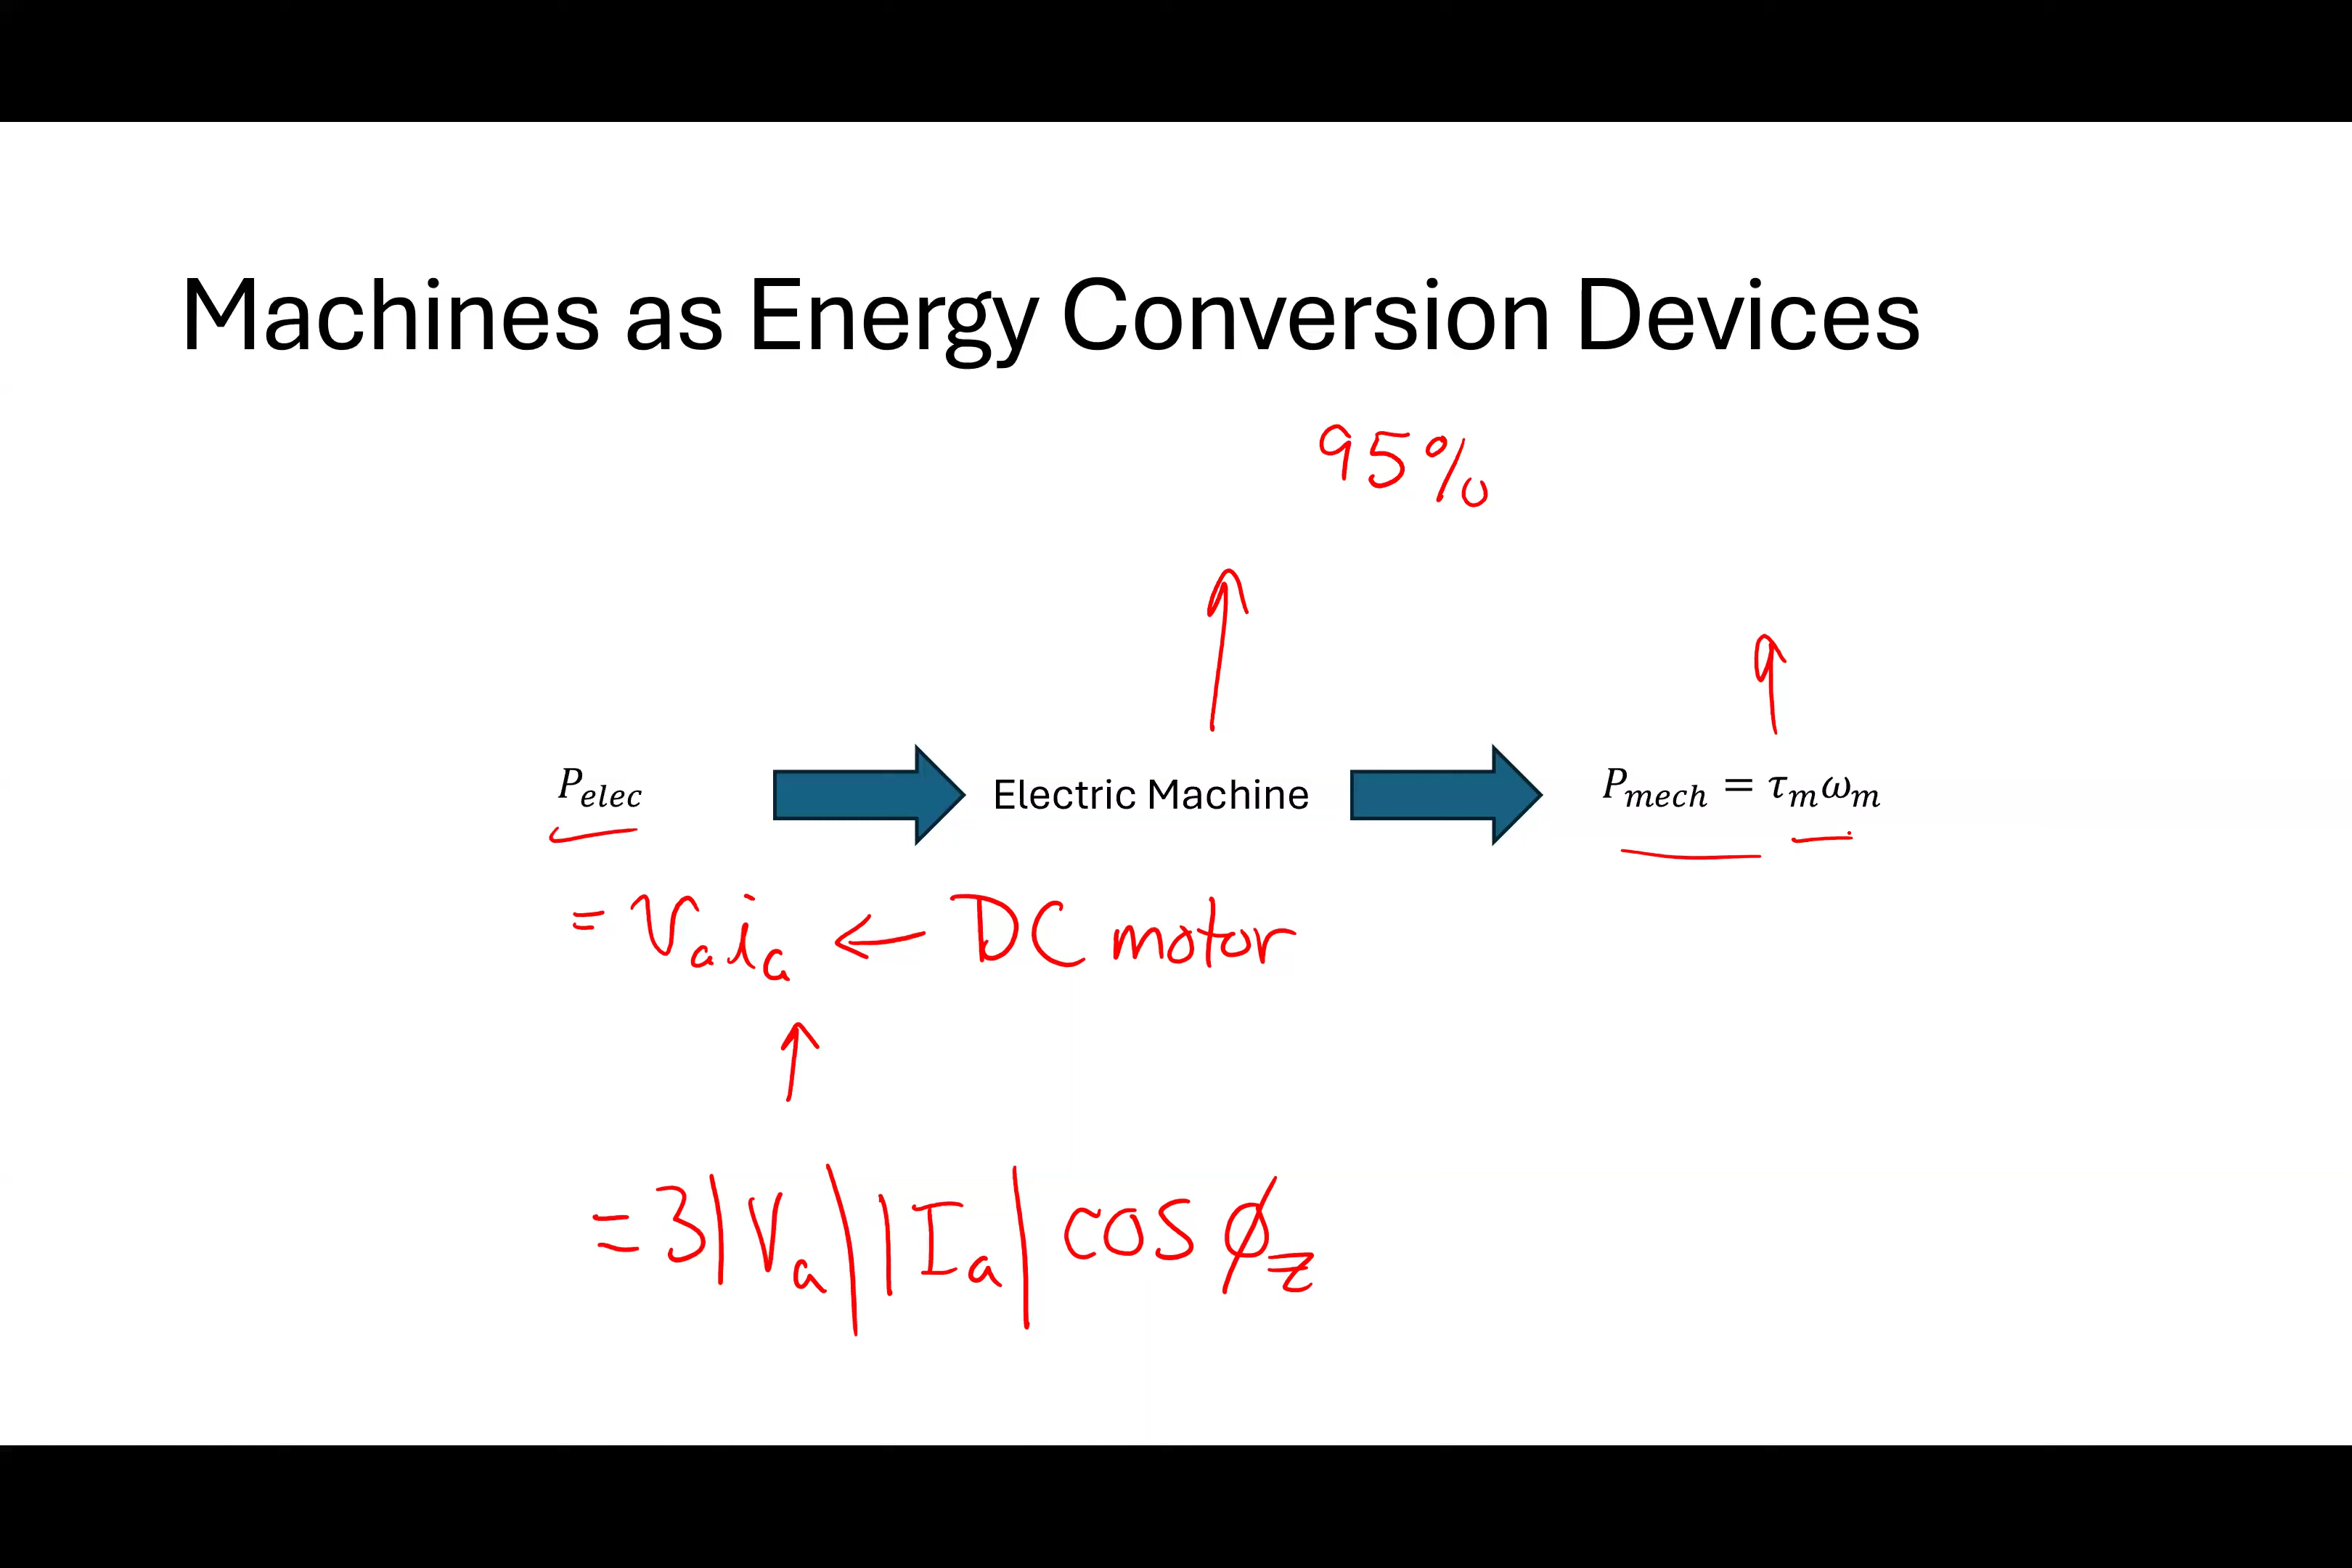 Machines as Energy Conversion Devices
95%
P_elec Electric Machine P_mech = τ_m ω_m
= V_a i_a ← DC motor
= 3|V_a||I_a| cos ϕ_z